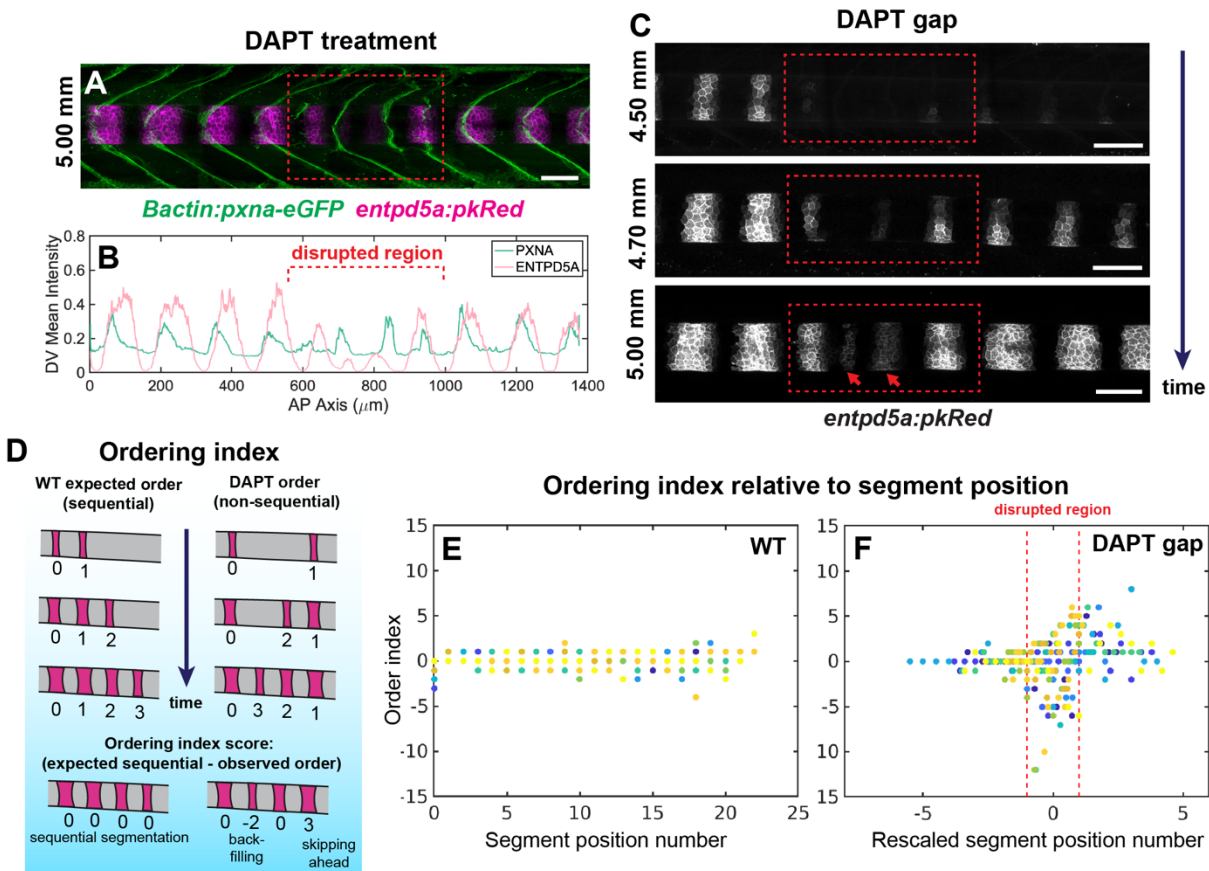 A
DAPT treatment
5.00 mm
Bactin:pxna-eGFP entpd5a:pkRed
B
DV Mean Intensity
0.8
0.6
0.4
0.2
0
disrupted region
PXNA
ENTPD5A
0 200 400 600 800 1000 1200 1400
AP Axis (μm)
C
DAPT gap
4.50 mm
4.70 mm
5.00 mm
time
entpd5a:pkRed
D
Ordering index
WT expected order
(sequential)
DAPT order
(non-sequential)
0 1
0 1
0 1 2
0 2 1
0 1 2 3
time
0 3 2 1
Ordering index score:
(expected sequential - observed order)
0 0 0 0
sequential segmentation
0 -2 0 3
back-
filling
skipping
ahead
Ordering index relative to segment position
E
WT
Order index
15
10
5
0
-5
-10
-15
0 5 10 15 20 25
Segment position number
disrupted region
F
DAPT gap
15
10
5
0
-5
-10
-15
-5 0 5
Rescaled segment position number